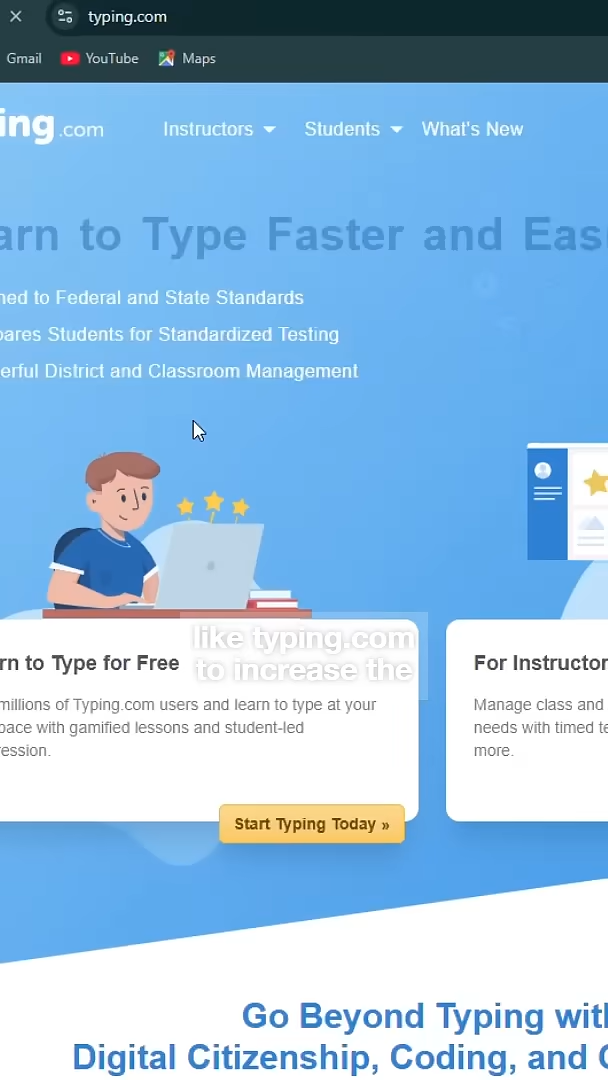 typing.com
Gmail YouTube Maps
ing.com Instructors Students What's New
arn to Type Faster and Eas
ned to Federal and State Standards
pares Students for Standardized Testing
erful District and Classroom Management
like typing.com
to increase the
rn to Type for Free
millions of Typing.com users and learn to type at your
pace with gamified lessons and student-led
ression.
Start Typing Today »
For Instructor
Manage class and
needs with timed te
more.
Go Beyond Typing with
Digital Citizenship, Coding, and